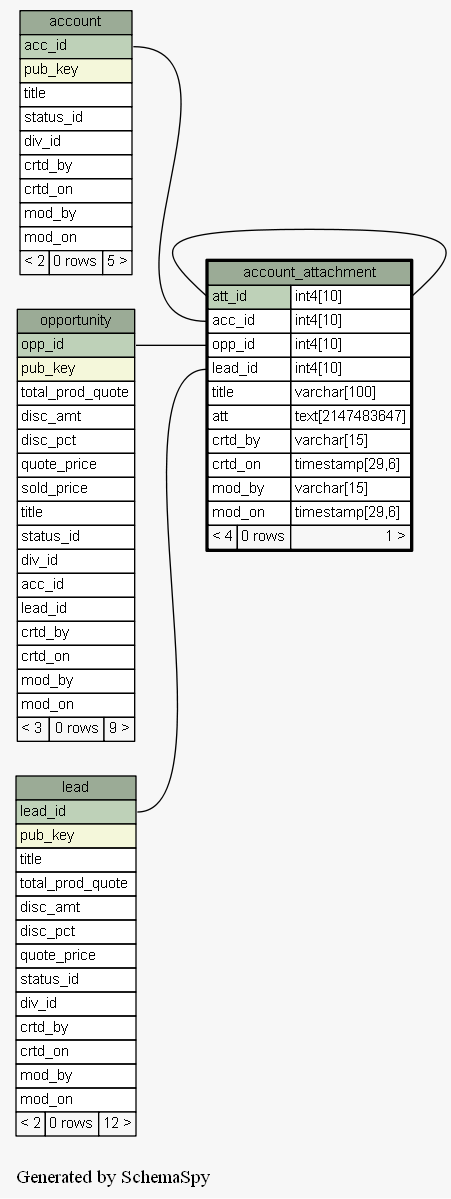 account
acc_id
pub_key
title
status_id
div_id
crtd_by
crtd_on
mod_by
mod_on
< 2 0 rows 5 >
account_attachment
att_id int4[10]
acc_id int4[10]
opp_id int4[10]
lead_id int4[10]
title varchar[100]
att text[2147483647]
crtd_by varchar[15]
crtd_on timestamp[29,6]
mod_by varchar[15]
mod_on timestamp[29,6]
< 4 0 rows 1 >
opportunity
opp_id
pub_key
total_prod_quote
disc_amt
disc_pct
quote_price
sold_price
title
status_id
div_id
acc_id
lead_id
crtd_by
crtd_on
mod_by
mod_on
< 3 0 rows 9 >
lead
lead_id
pub_key
title
total_prod_quote
disc_amt
disc_pct
quote_price
status_id
div_id
crtd_by
crtd_on
mod_by
mod_on
< 2 0 rows 12 >
Generated by SchemaSpy